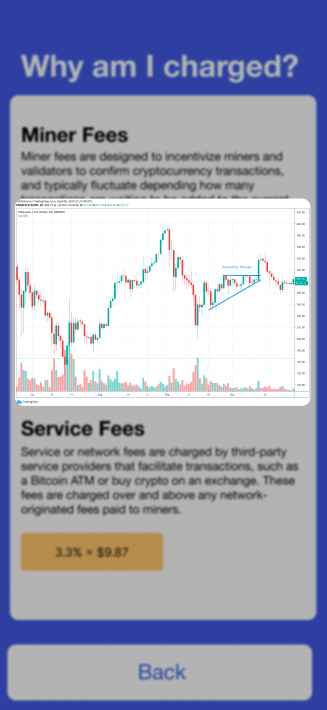 Why am I charged?
Miner Fees
Miner fees are designed to incentivize miners and
validators to confirm cryptocurrency transactions,
and typically fluctuate depending how many
Ascending Triangle
TradingView
Service Fees
Service or network fees are charged by third-party
service providers that facilitate transactions, such as
a Bitcoin ATM or buy crypto on an exchange. These
fees are charged over and above any network-
originated fees paid to miners.
3.3% = $9.87
Back